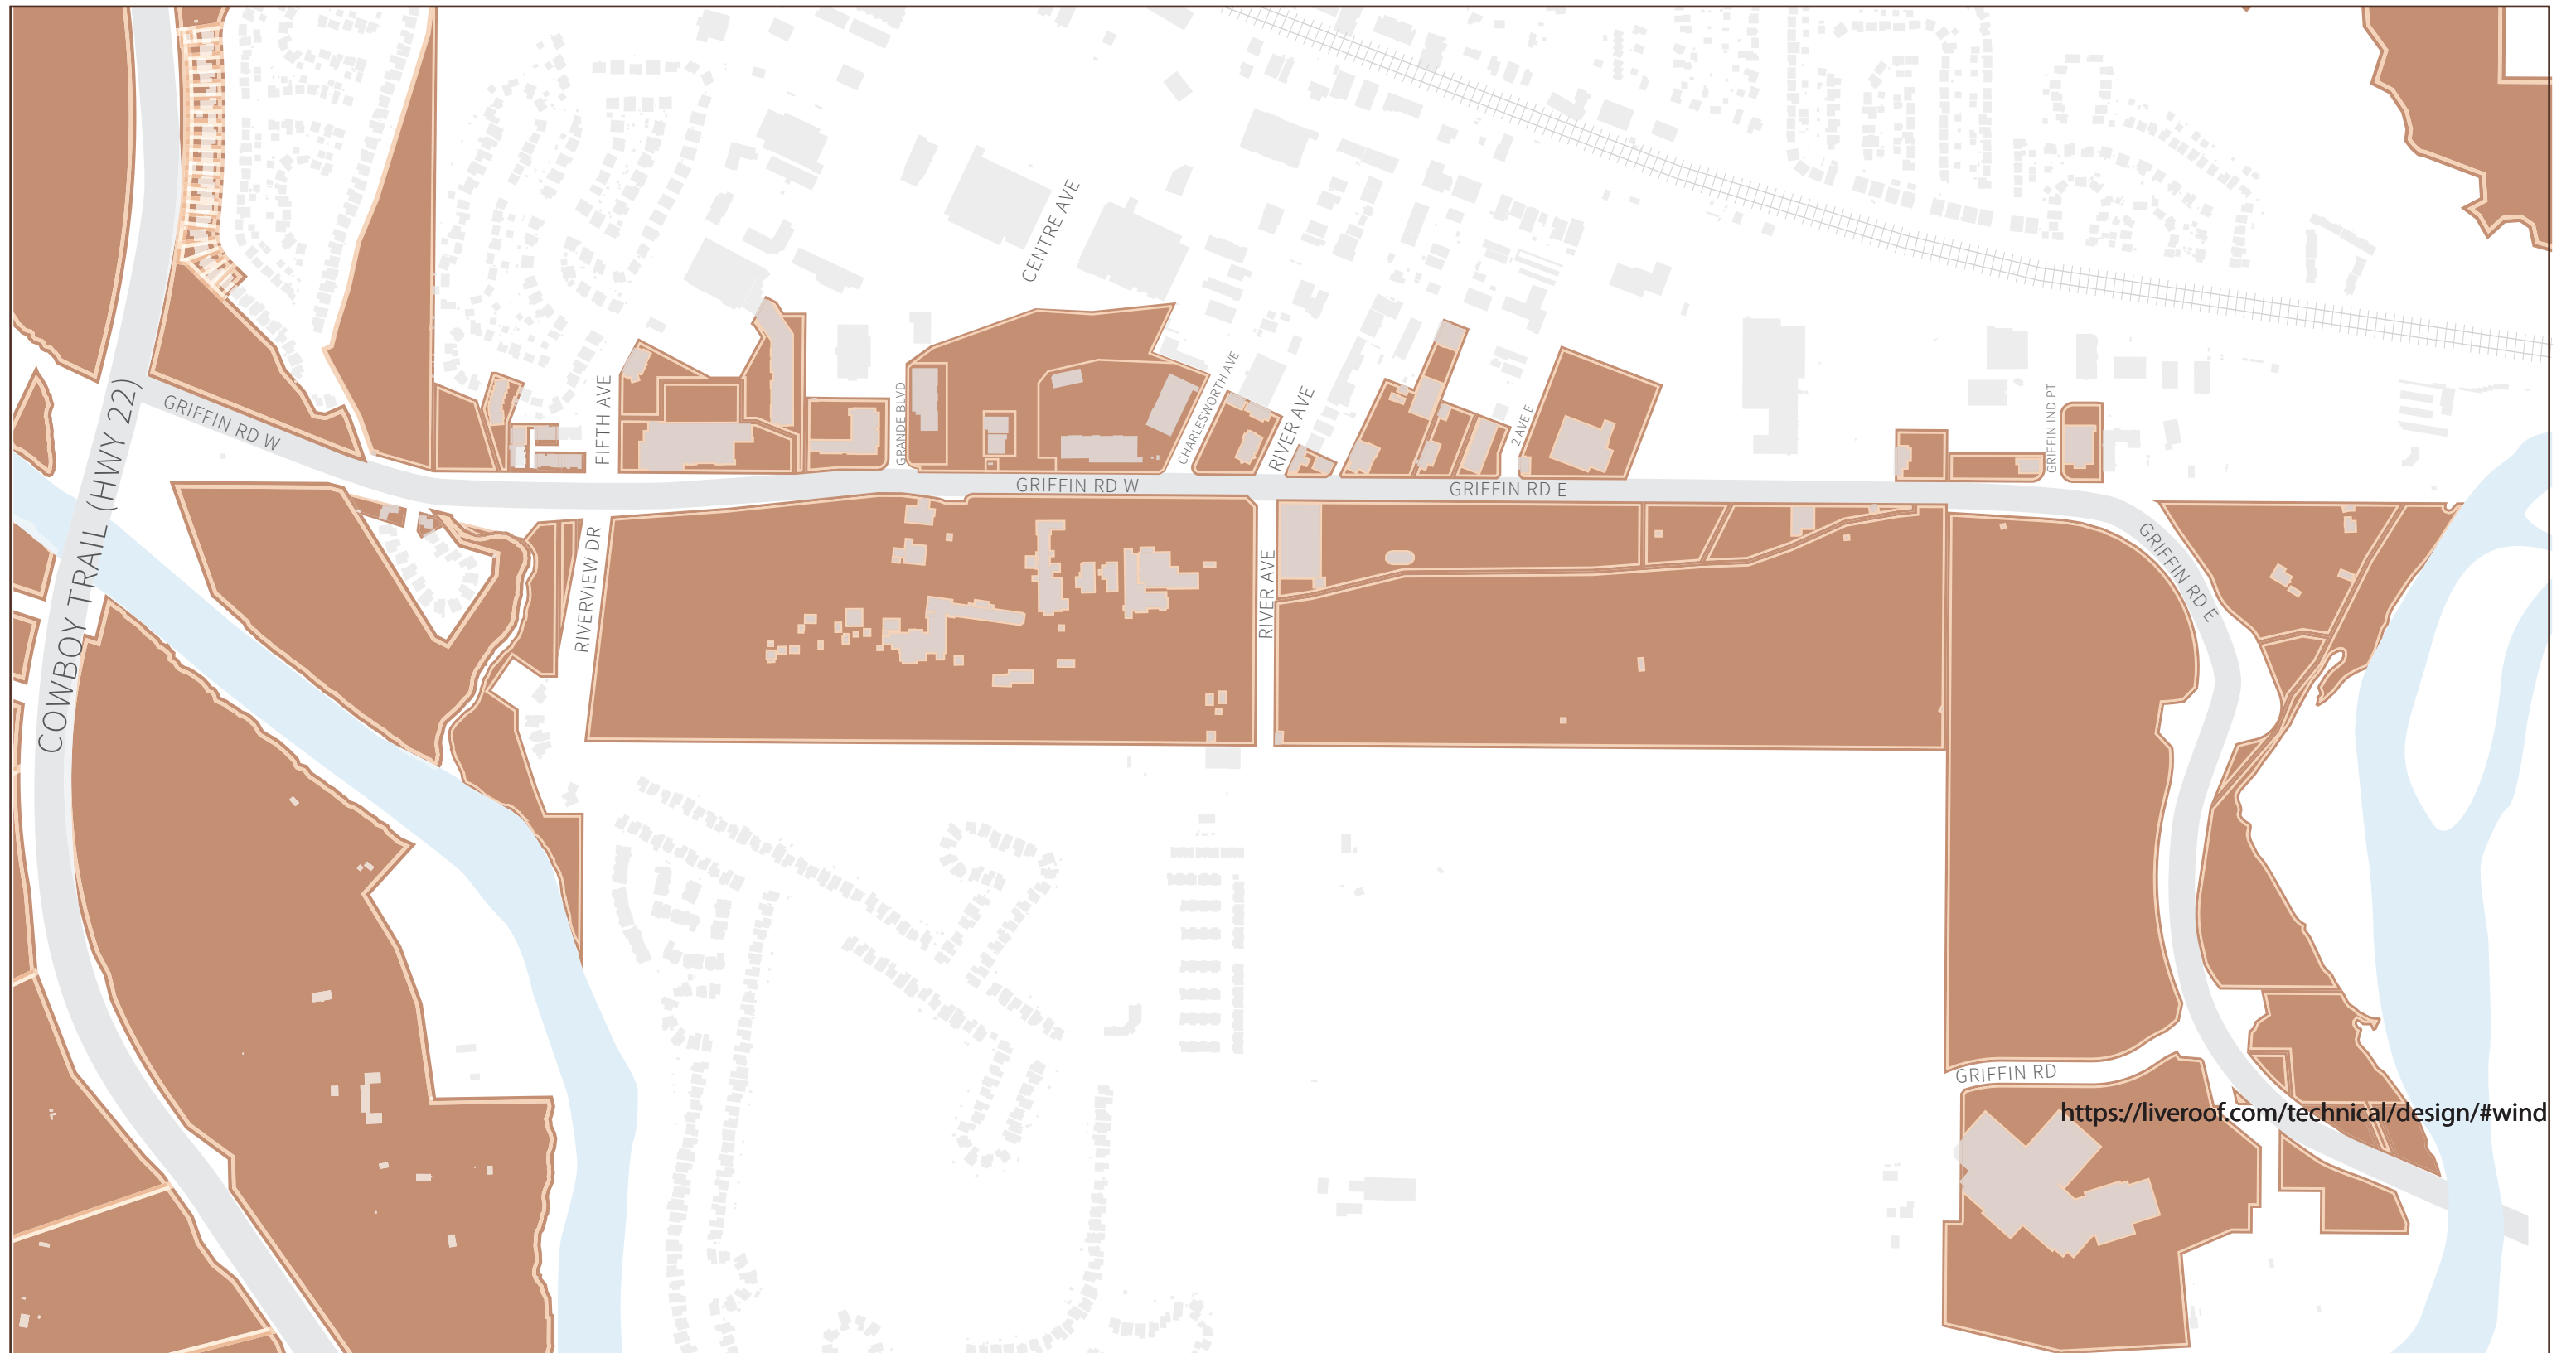 CENTRE AVE
CHARLESWORTH AVE
RIVER AVE
FIFTH AVE
GRANDE BLVD
2 AVE E
GRIFFIN IND PT
COWBOY TRAIL (HWY 22)
GRIFFIN RD W
GRIFFIN RD W
GRIFFIN RD E
GRIFFIN RD E
RIVERVIEW DR
RIVER AVE
GRIFFIN RD
https://liveroof.com/technical/design/#wind